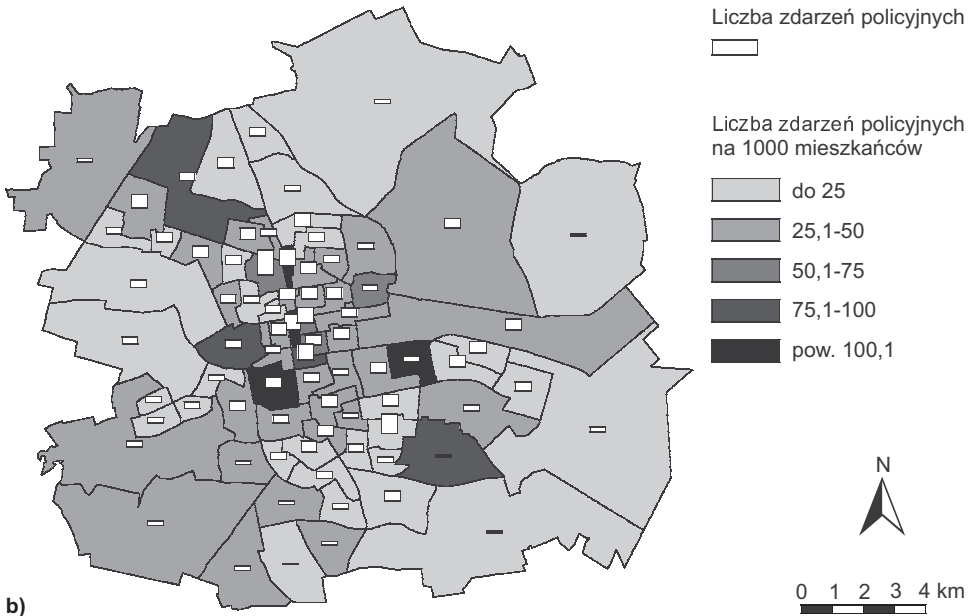 Liczba zdarzeń policyjnych
Liczba zdarzeń policyjnych
na 1000 mieszkańców
do 25
25,1-50
50,1-75
75,1-100
pow. 100,1
N
0 1 2 3 4 km
b)